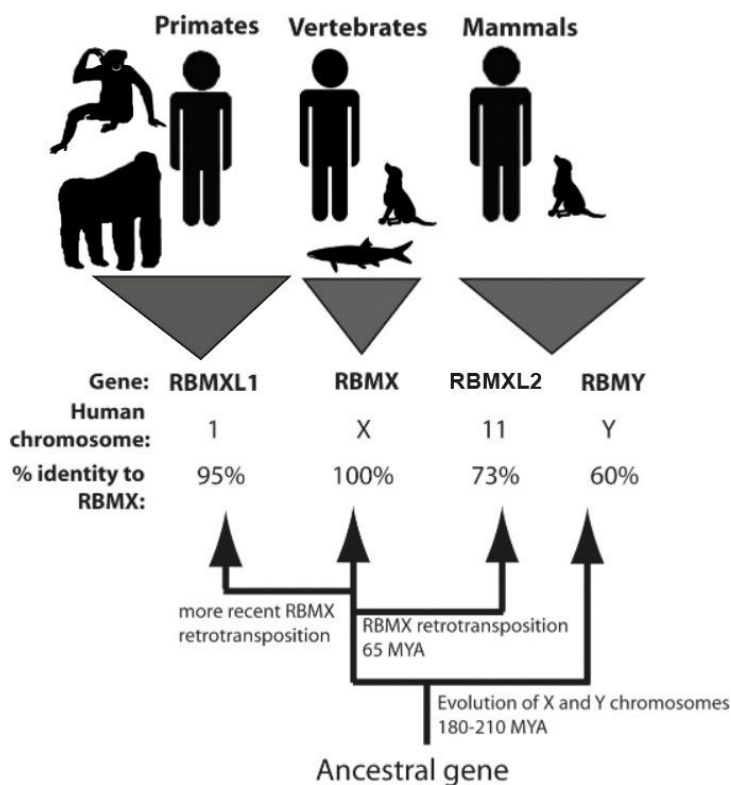 Primates Vertebrates Mammals
Gene: RBMXL1 RBMX RBMXL2 RBMY
Human
chromosome: 1 X 11 Y
% identity to
RBMX: 95% 100% 73% 60%
more recent RBMX
retrotransposition
RBMX retrotransposition
65 MYA
Evolution of X and Y chromosomes
180-210 MYA
Ancestral gene